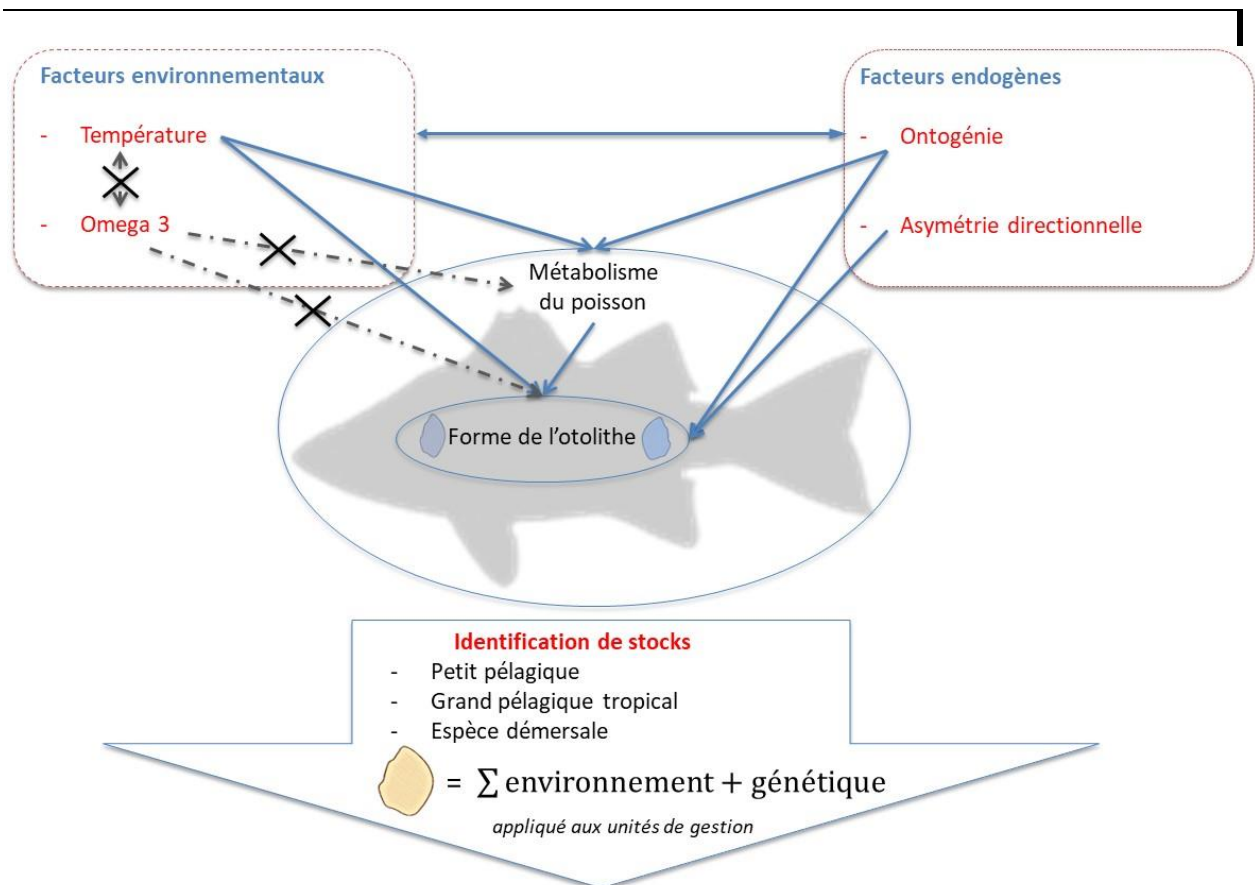 Facteurs environnementaux
- Température
- Omega 3
Facteurs endogènes
- Ontogénie
- Asymétrie directionnelle
Métabolisme
du poisson
Forme de l'otolithe
Identification de stocks
- Petit pélagique
- Grand pélagique tropical
- Espèce démersale
= ∑ environnement + génétique
appliqué aux unités de gestion